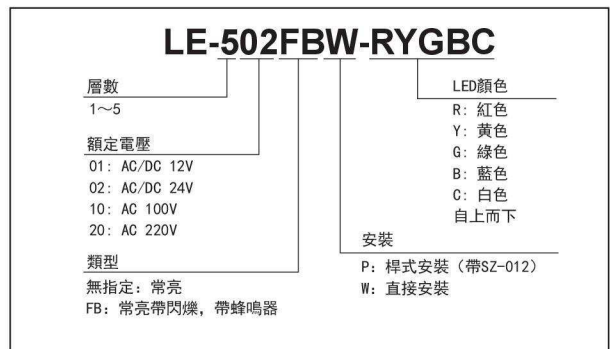 LE-502FBW-RYGBC
層數
1～5
額定電壓
01: AC/DC 12V
02: AC/DC 24V
10: AC 100V
20: AC 220V
類型
無指定: 常亮
FB: 常亮帶閃爍, 帶蜂鳴器
LED顏色
R: 紅色
Y: 黄色
G: 綠色
B: 藍色
C: 白色
自上而下
安裝
P: 桿式安裝（帶SZ-012）
W: 直接安裝